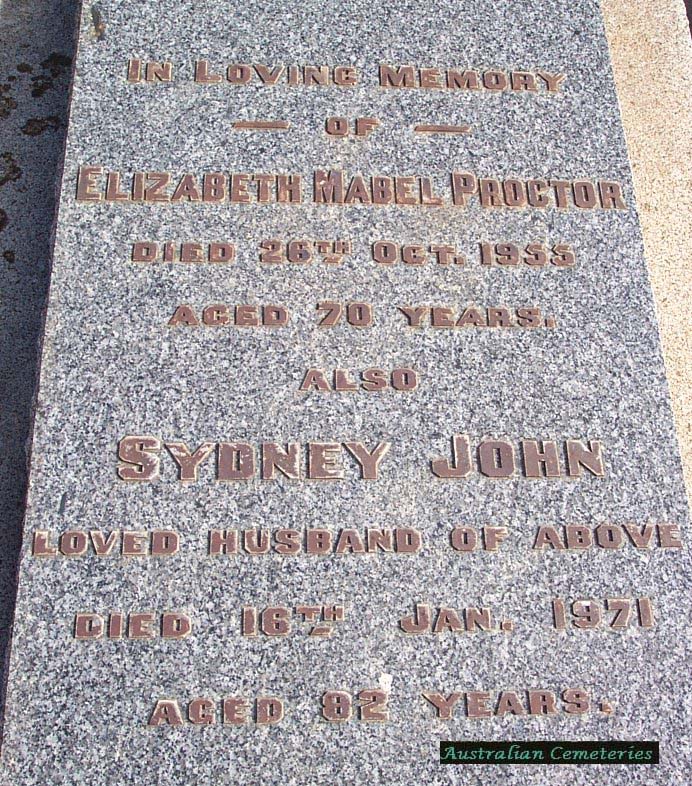 In Loving Memory
— of —
Elizabeth Mabel Proctor
died 26th Oct. 1955
aged 70 years.
also
Sydney John
loved husband of above
died 16th Jan. 1971
aged 82 years.
Australian Cemeteries